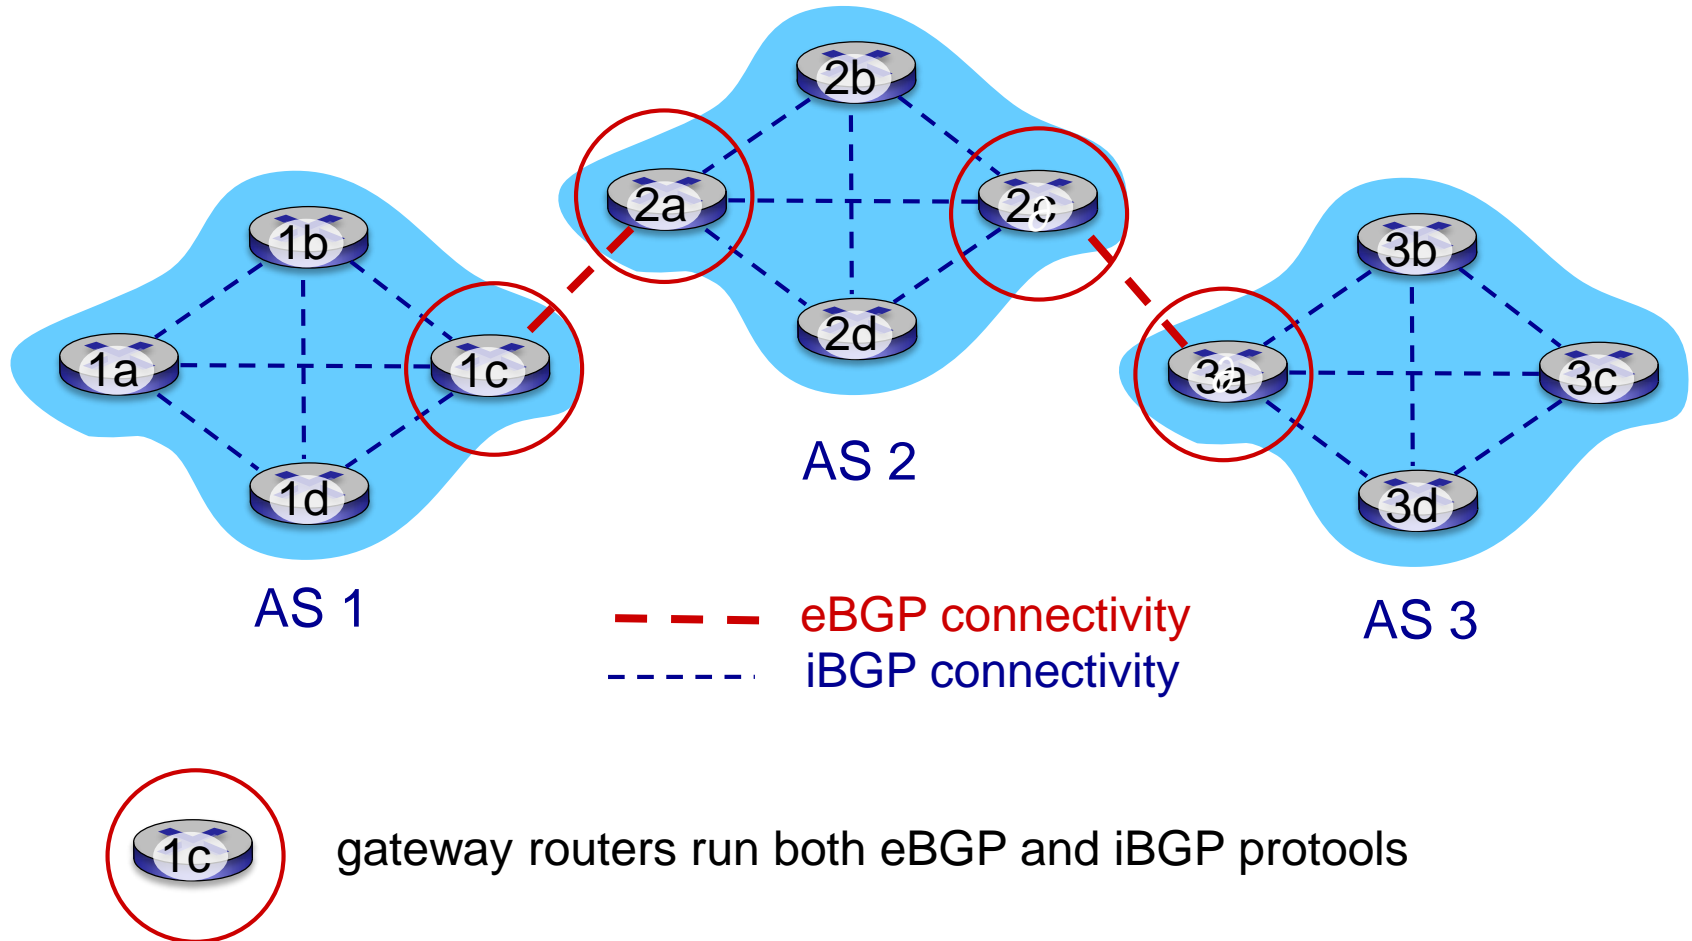 2b
2a
2c
2d
AS 2
1b
1a
1c
1d
AS 1
3b
3a
3c
3d
AS 3
eBGP connectivity
iBGP connectivity
1c
gateway routers run both eBGP and iBGP protools